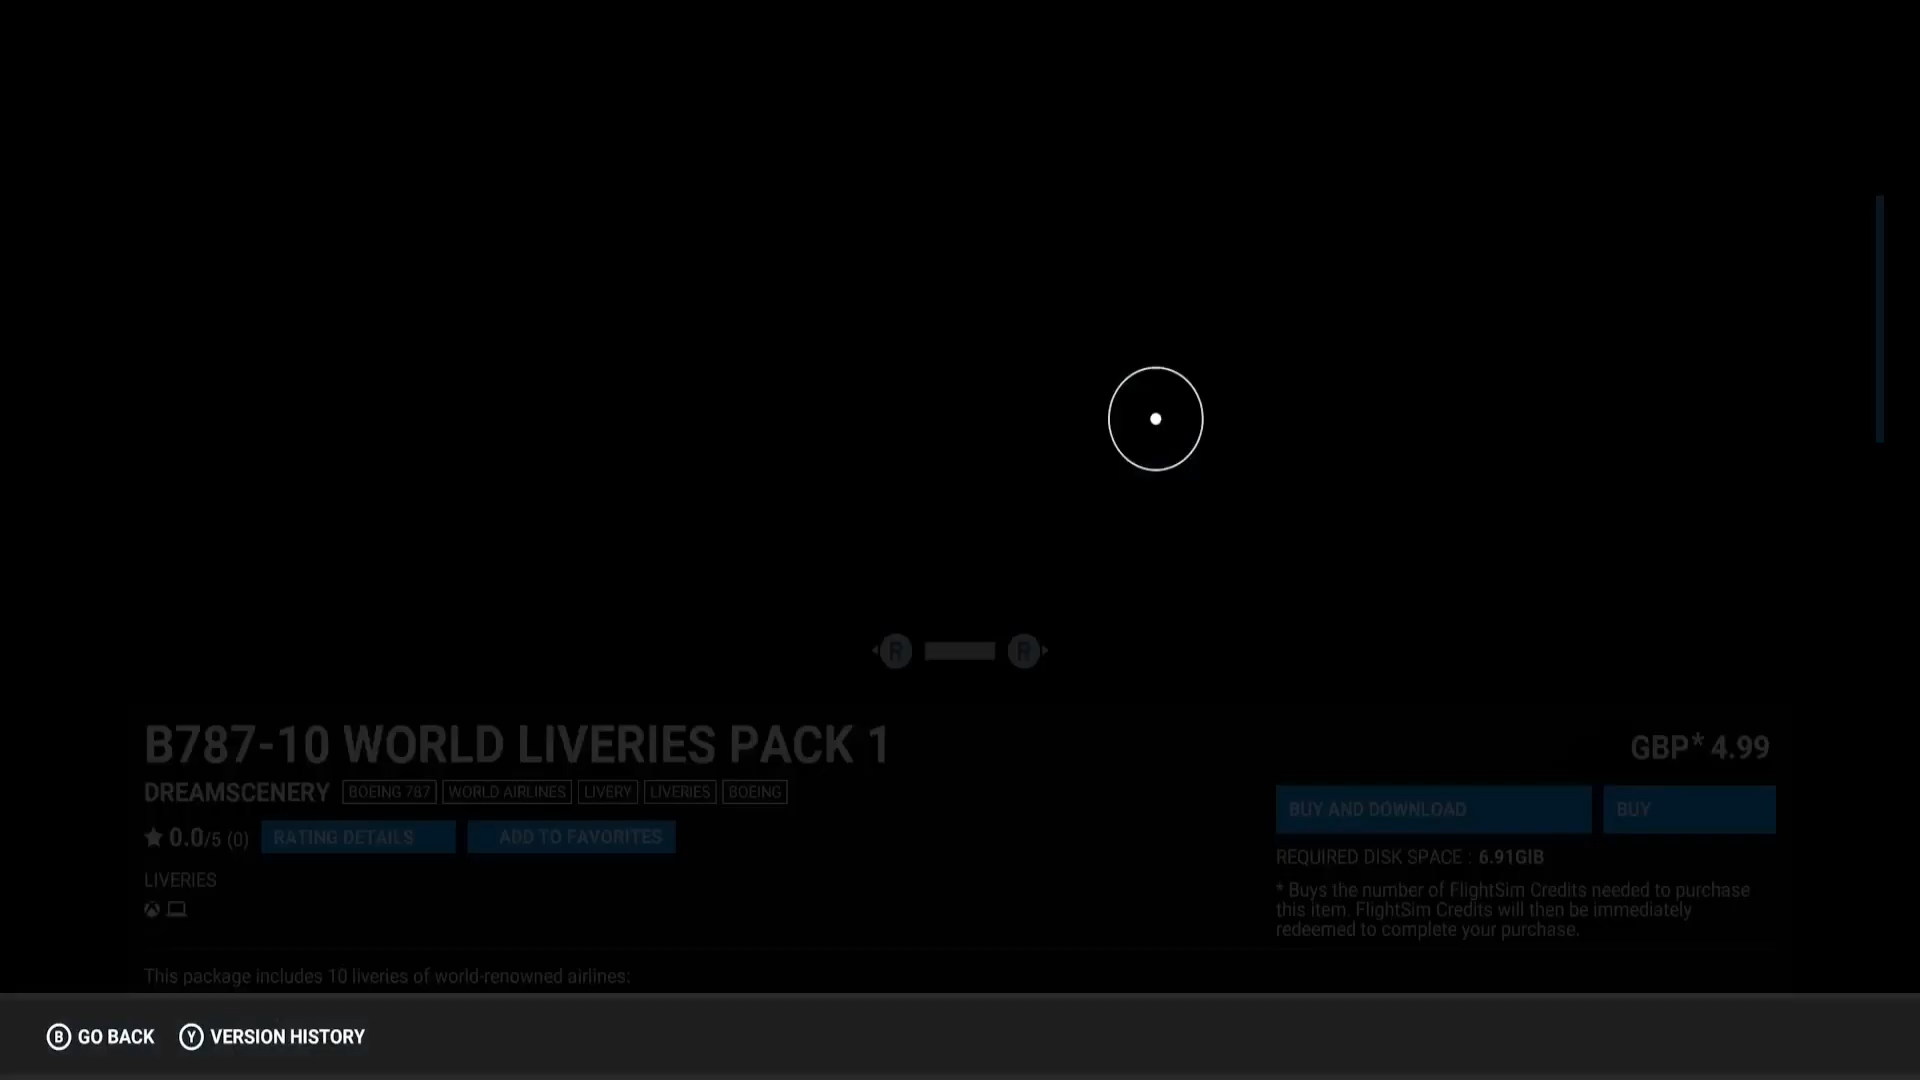 R R
B787-10 WORLD LIVERIES PACK 1
GBP* 4.99
DREAMSCENERY BOEING 787 WORLD AIRLINES LIVERY LIVERIES BOEING
BUY AND DOWNLOAD BUY
0.0/5 (0) RATING DETAILS ADD TO FAVORITES
REQUIRED DISK SPACE : 6.91GIB
LIVERIES
* Buys the number of FlightSim Credits needed to purchase
this item. FlightSim Credits will then be immediately
redeemed to complete your purchase.
This package includes 10 liveries of world-renowned airlines:
B GO BACK Y VERSION HISTORY